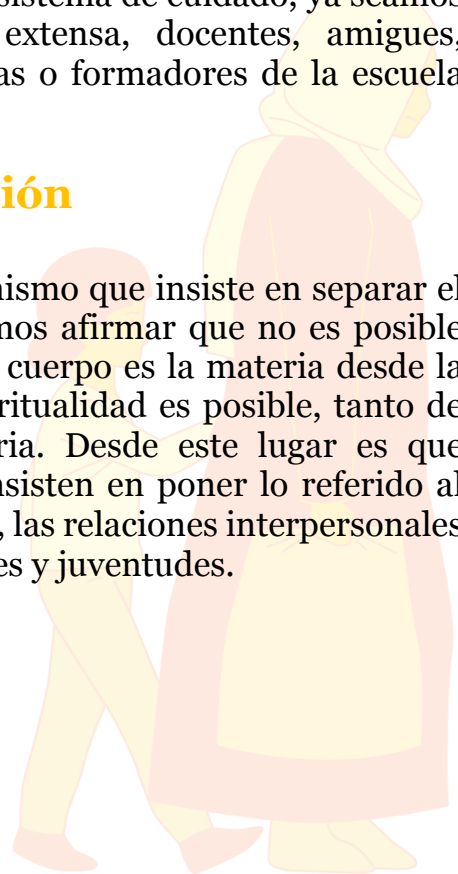 sistema de cuidado, ya seamos
extensa, docentes, amigues,
as o formadores de la escuela
ión
nismo que insiste en separar el
mos afirmar que no es posible
cuerpo es la materia desde la
ritualidad es posible, tanto de
ria. Desde este lugar es que
nsisten en poner lo referido al
, las relaciones interpersonales
es y juventudes.